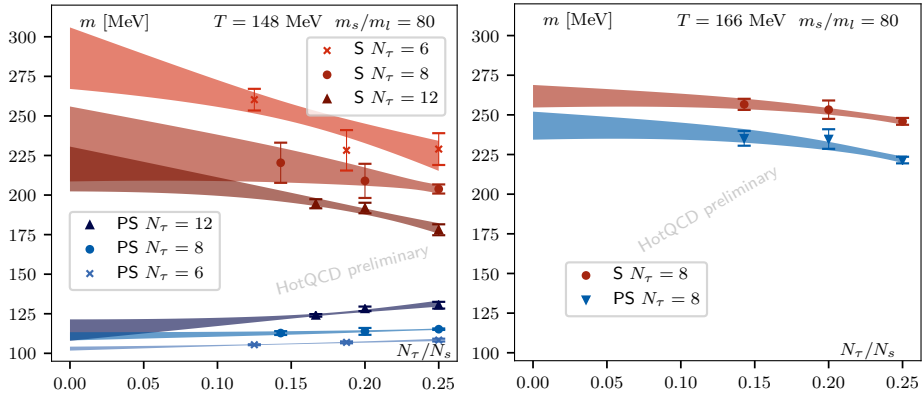 m [MeV] T = 148 MeV m_s/m_l = 80
300
275
250
225
200
175
150
125
100
S N_τ = 6
S N_τ = 8
S N_τ = 12
PS N_τ = 12
PS N_τ = 8
PS N_τ = 6
HotQCD preliminary
N_τ/N_s
0.00 0.05 0.10 0.15 0.20 0.25
m [MeV] T = 166 MeV m_s/m_l = 80
300
275
250
225
200
175
150
125
100
HotQCD preliminary
S N_τ = 8
PS N_τ = 8
N_τ/N_s
0.00 0.05 0.10 0.15 0.20 0.25